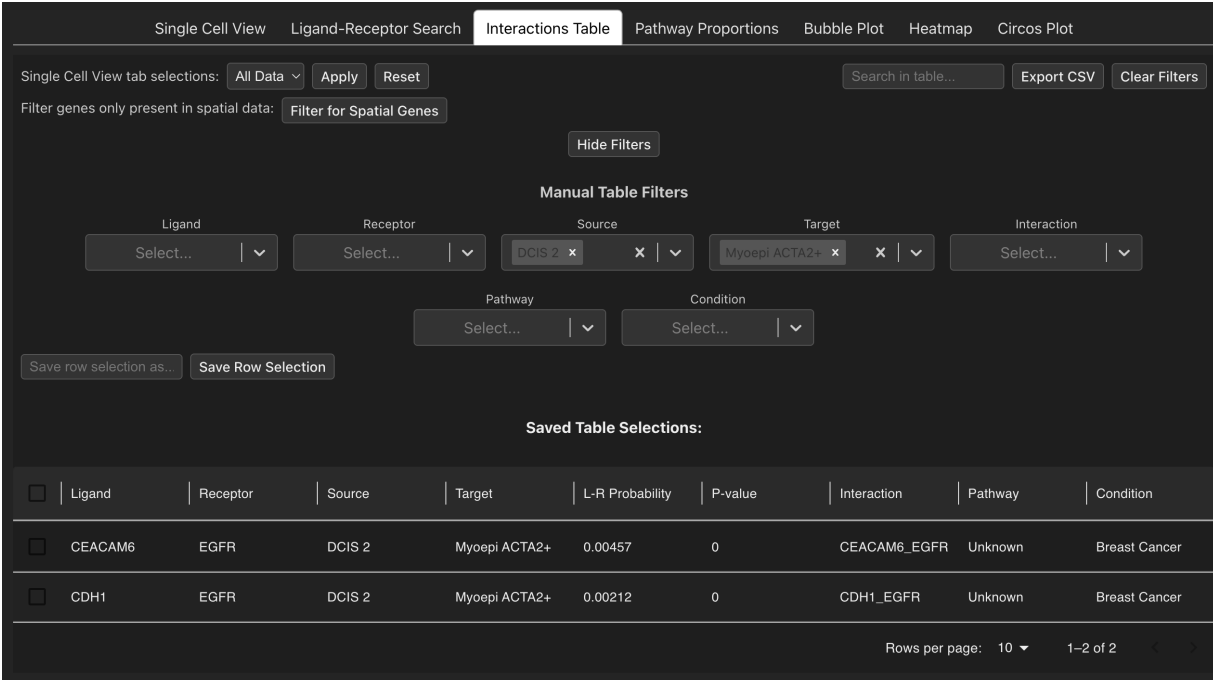 Single Cell View Ligand-Receptor Search Interactions Table Pathway Proportions Bubble Plot Heatmap Circos Plot
Single Cell View tab selections: All Data Apply Reset Search in table... Export CSV Clear Filters
Filter genes only present in spatial data: Filter for Spatial Genes
Hide Filters
Manual Table Filters
Ligand Receptor Source Target Interaction
Select... Select... DCIS 2 Myoepi ACTA2+ Select...
Pathway Condition
Select... Select...
Save row selection as... Save Row Selection
Saved Table Selections:
Ligand Receptor Source Target L-R Probability P-value Interaction Pathway Condition
CEACAM6 EGFR DCIS 2 Myoepi ACTA2+ 0.00457 0 CEACAM6_EGFR Unknown Breast Cancer
CDH1 EGFR DCIS 2 Myoepi ACTA2+ 0.00212 0 CDH1_EGFR Unknown Breast Cancer
Rows per page: 10 1–2 of 2